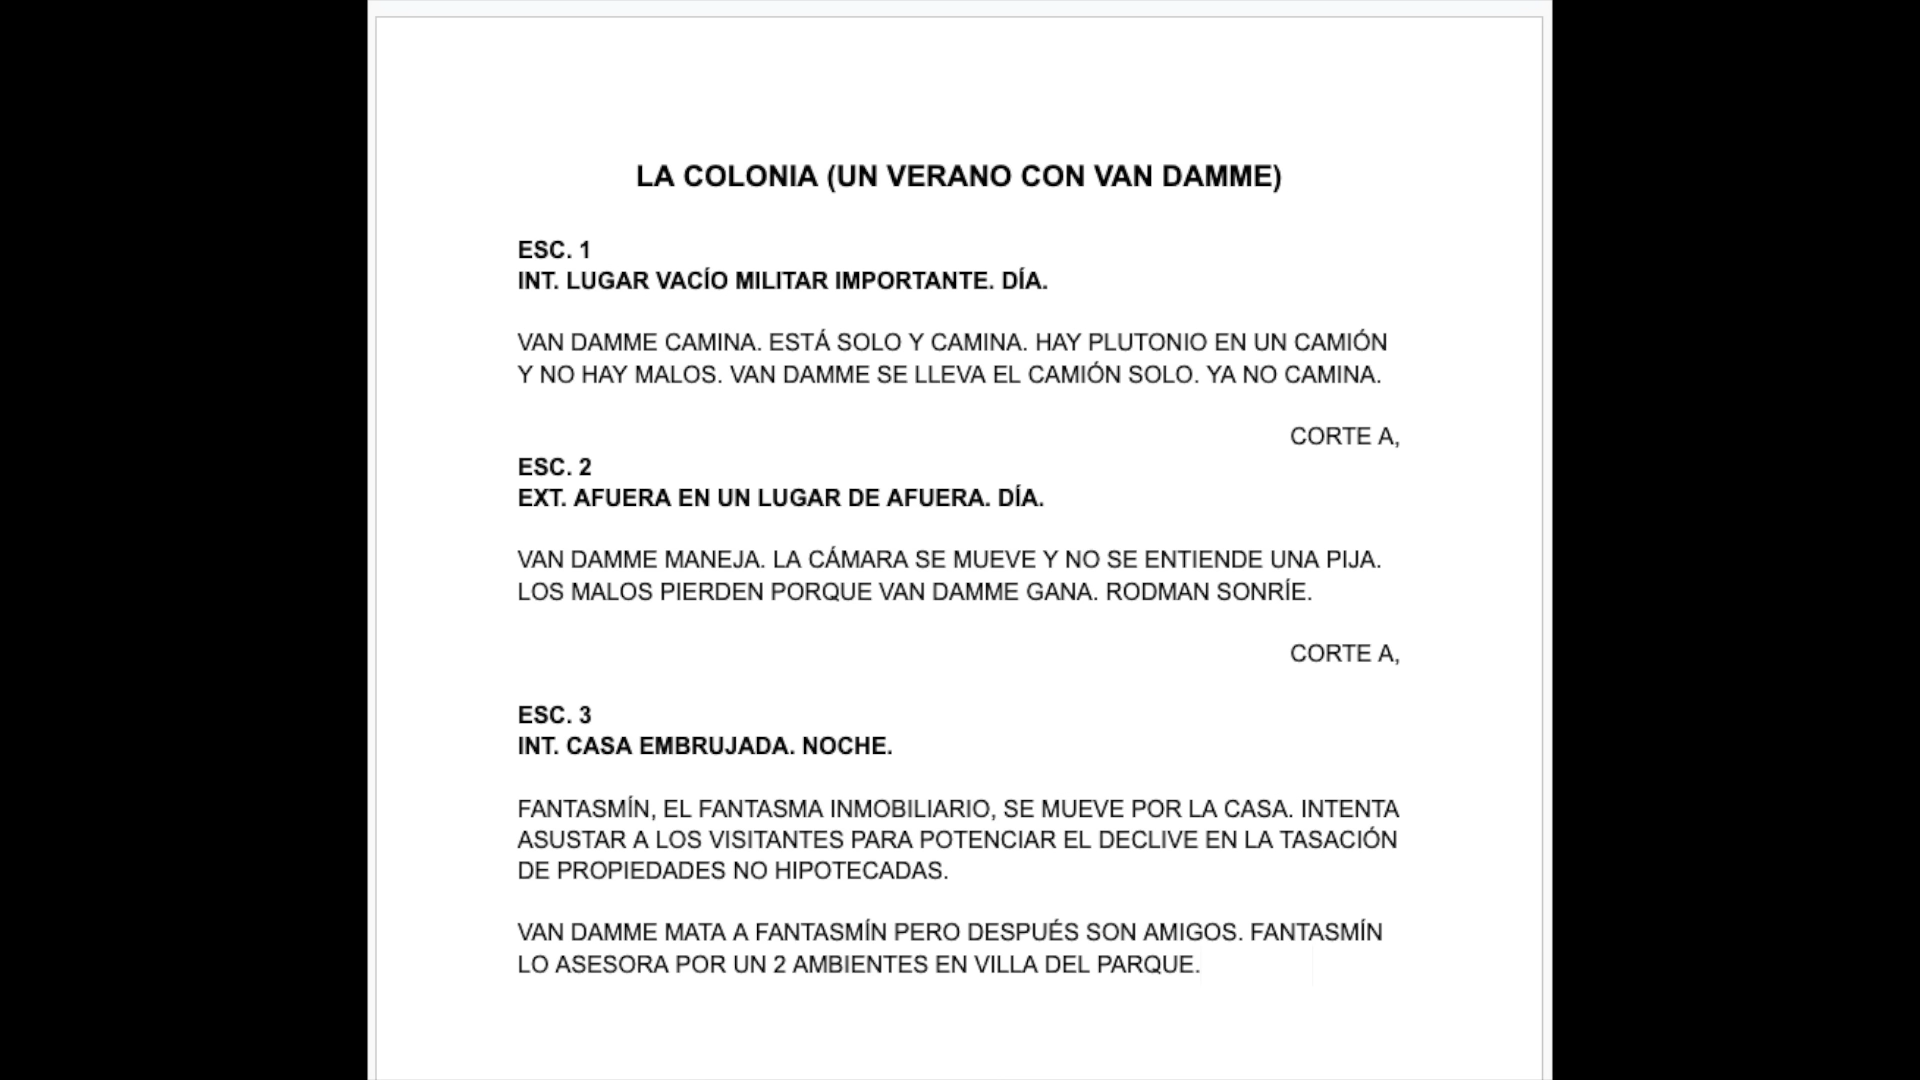 LA COLONIA (UN VERANO CON VAN DAMME)
ESC. 1
INT. LUGAR VACÍO MILITAR IMPORTANTE. DÍA.
VAN DAMME CAMINA. ESTÁ SOLO Y CAMINA. HAY PLUTONIO EN UN CAMIÓN
Y NO HAY MALOS. VAN DAMME SE LLEVA EL CAMIÓN SOLO. YA NO CAMINA.
CORTE A,
ESC. 2
EXT. AFUERA EN UN LUGAR DE AFUERA. DÍA.
VAN DAMME MANEJA. LA CÁMARA SE MUEVE Y NO SE ENTIENDE UNA PIJA.
LOS MALOS PIERDEN PORQUE VAN DAMME GANA. RODMAN SONRÍE.
CORTE A,
ESC. 3
INT. CASA EMBRUJADA. NOCHE.
FANTASMÍN, EL FANTASMA INMOBILIARIO, SE MUEVE POR LA CASA. INTENTA
ASUSTAR A LOS VISITANTES PARA POTENCIAR EL DECLIVE EN LA TASACIÓN
DE PROPIEDADES NO HIPOTECADAS.
VAN DAMME MATA A FANTASMÍN PERO DESPUÉS SON AMIGOS. FANTASMÍN
LO ASESORA POR UN 2 AMBIENTES EN VILLA DEL PARQUE.